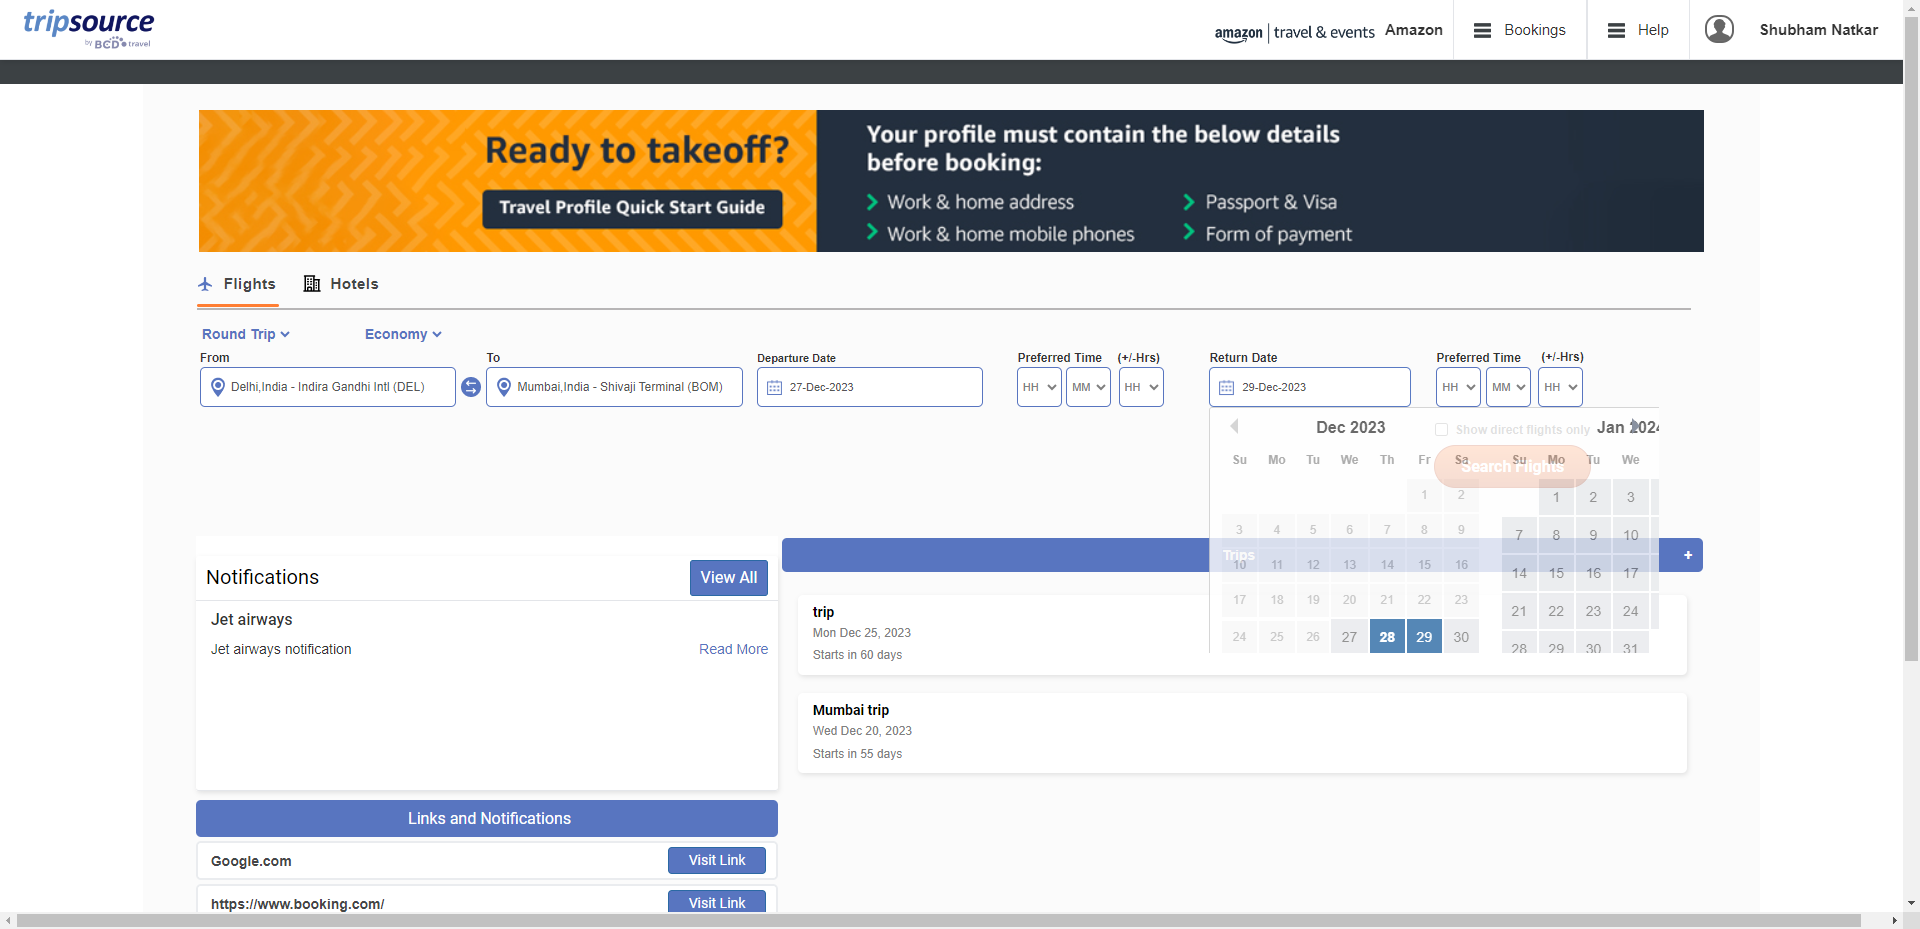 tripsource
by BCD travel
amazon | travel & events Amazon
Bookings
Help
Shubham Natkar
Ready to takeoff?
Travel Profile Quick Start Guide
Your profile must contain the below details
before booking:
Work & home address
Passport & Visa
Work & home mobile phones
Form of payment
Flights
Hotels
Round Trip
Economy
From
To
Departure Date
Preferred Time (+/-Hrs)
Return Date
Preferred Time (+/-Hrs)
Delhi,India - Indira Gandhi Intl (DEL)
Mumbai,India - Shivaji Terminal (BOM)
27-Dec-2023
HH MM HH
29-Dec-2023
HH MM HH
Dec 2023
Show direct flights only
Jan 2024
Search Flights
Su Mo Tu We Th Fr Sa
1 2
3 4 5 6 7 8 9
10 11 12 13 14 15 16
17 18 19 20 21 22 23
24 25 26 27 28 29 30
Su Mo Tu We
1 2 3
7 8 9 10
14 15 16 17
21 22 23 24
28 29 30 31
Trips +
Notifications
View All
Jet airways
Jet airways notification
Read More
trip
Mon Dec 25, 2023
Starts in 60 days
Mumbai trip
Wed Dec 20, 2023
Starts in 55 days
Links and Notifications
Google.com
Visit Link
https://www.booking.com/
Visit Link